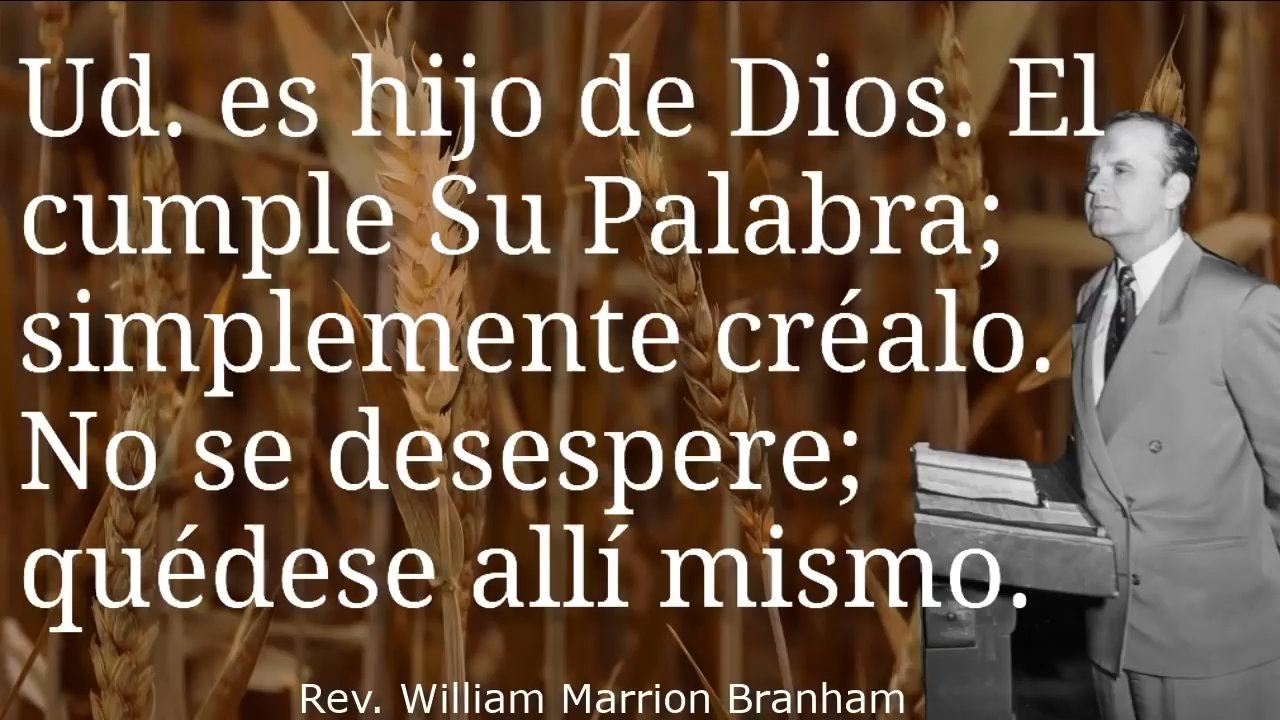 Ud. es hijo de Dios. El
cumple Su Palabra;
simplemente créalo.
No se desespere;
quédese allí mismo.
Rev. William Marrion Branham